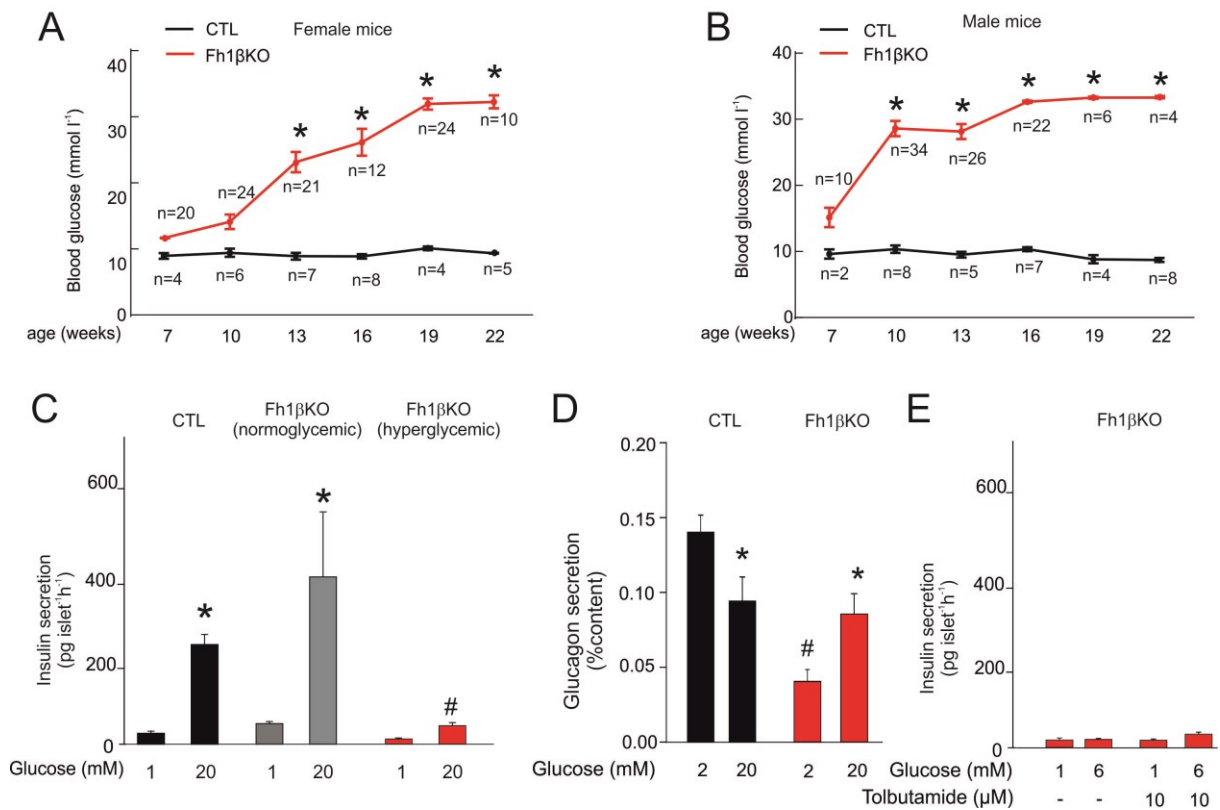 A
Female mice
CTL
Fh1βKO
Blood glucose (mmol l⁻¹)
40
30
20
10
0
*
*
*
*
n=20
n=24
n=21
n=12
n=24
n=10
n=4
n=6
n=7
n=8
n=4
n=5
age (weeks) 7 10 13 16 19 22
B
Male mice
CTL
Fh1βKO
Blood glucose (mmol l⁻¹)
40
30
20
10
0
*
*
*
*
*
n=10
n=34
n=26
n=22
n=6
n=4
n=2
n=8
n=5
n=7
n=4
n=8
age (weeks) 7 10 13 16 19 22
C
CTL
Fh1βKO
(normoglycemic)
Fh1βKO
(hyperglycemic)
Insulin secretion
(pg islet⁻¹h⁻¹)
600
400
200
0
*
*
#
Glucose (mM) 1 20 1 20 1 20
D
CTL
Fh1βKO
Glucagon secretion
(%content)
0.20
0.15
0.10
0.05
0.00
*
#
*
Glucose (mM) 2 20 2 20
E
Fh1βKO
Insulin secretion
(pg islet⁻¹h⁻¹)
600
400
200
0
Glucose (mM) 1 6 1 6
Tolbutamide (µM) - - 10 10